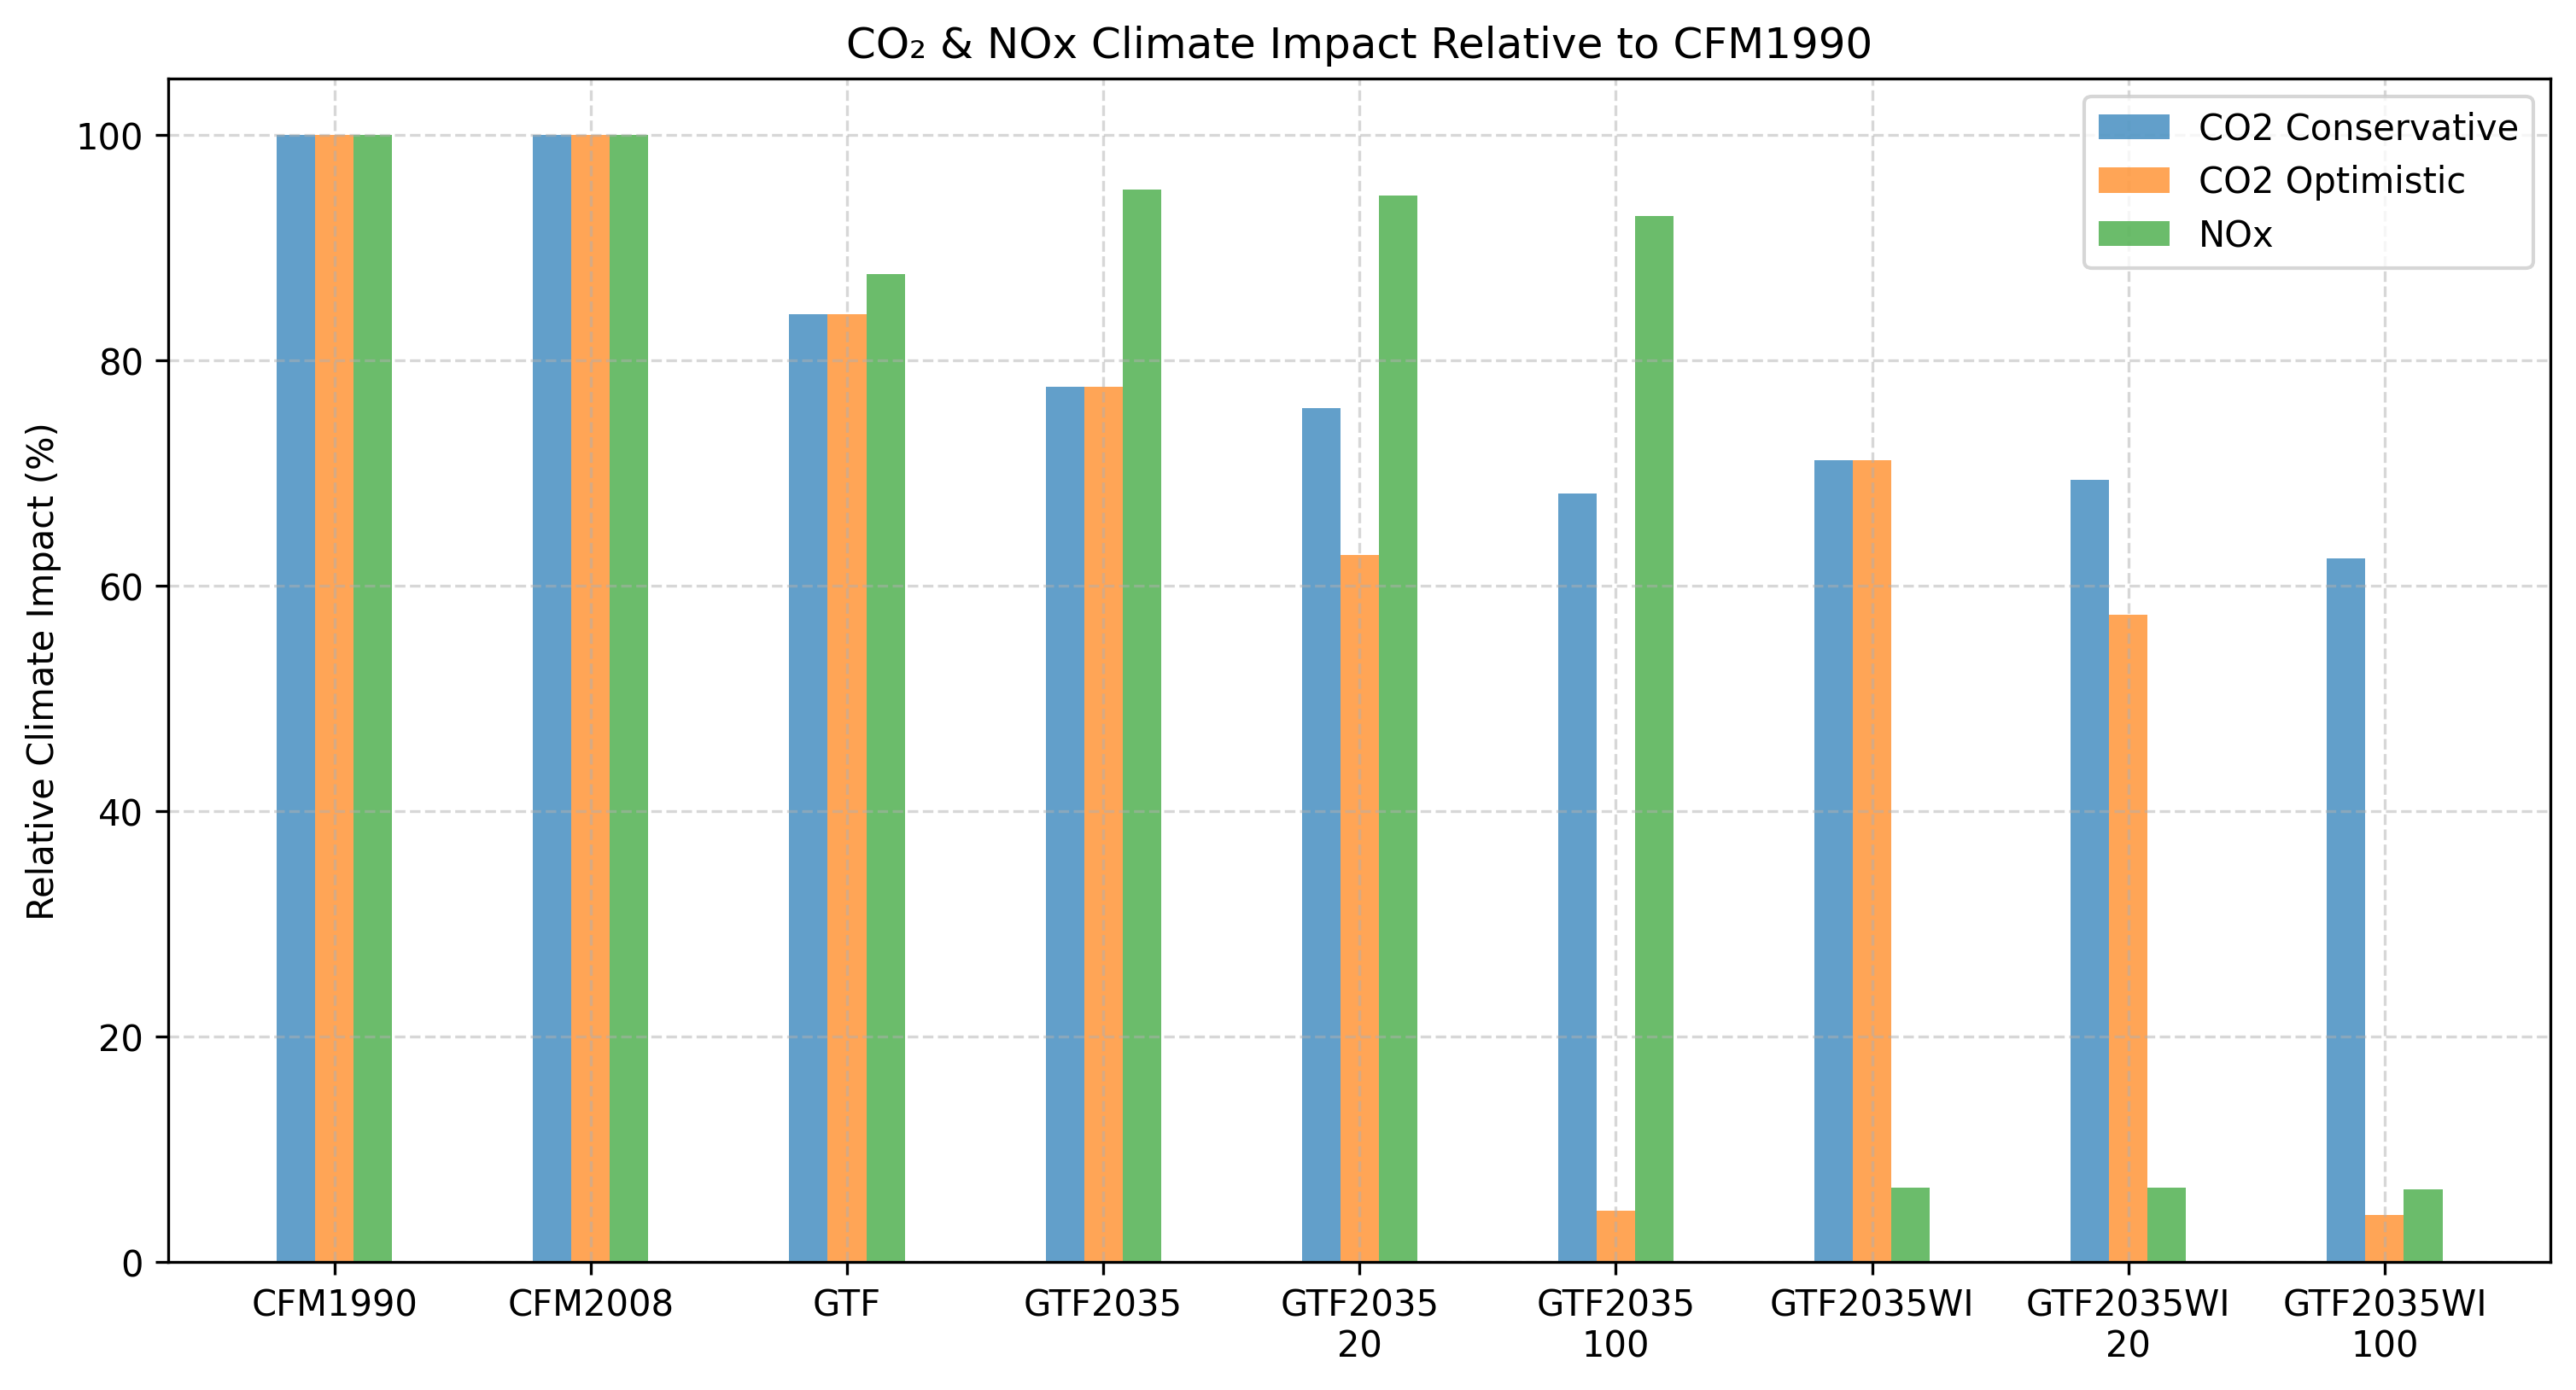 CO₂ & NOx Climate Impact Relative to CFM1990
Relative Climate Impact (%)
100
80
60
40
20
0
CO2 Conservative
CO2 Optimistic
NOx
CFM1990
CFM2008
GTF
GTF2035
GTF2035
20
GTF2035
100
GTF2035WI
GTF2035WI
20
GTF2035WI
100